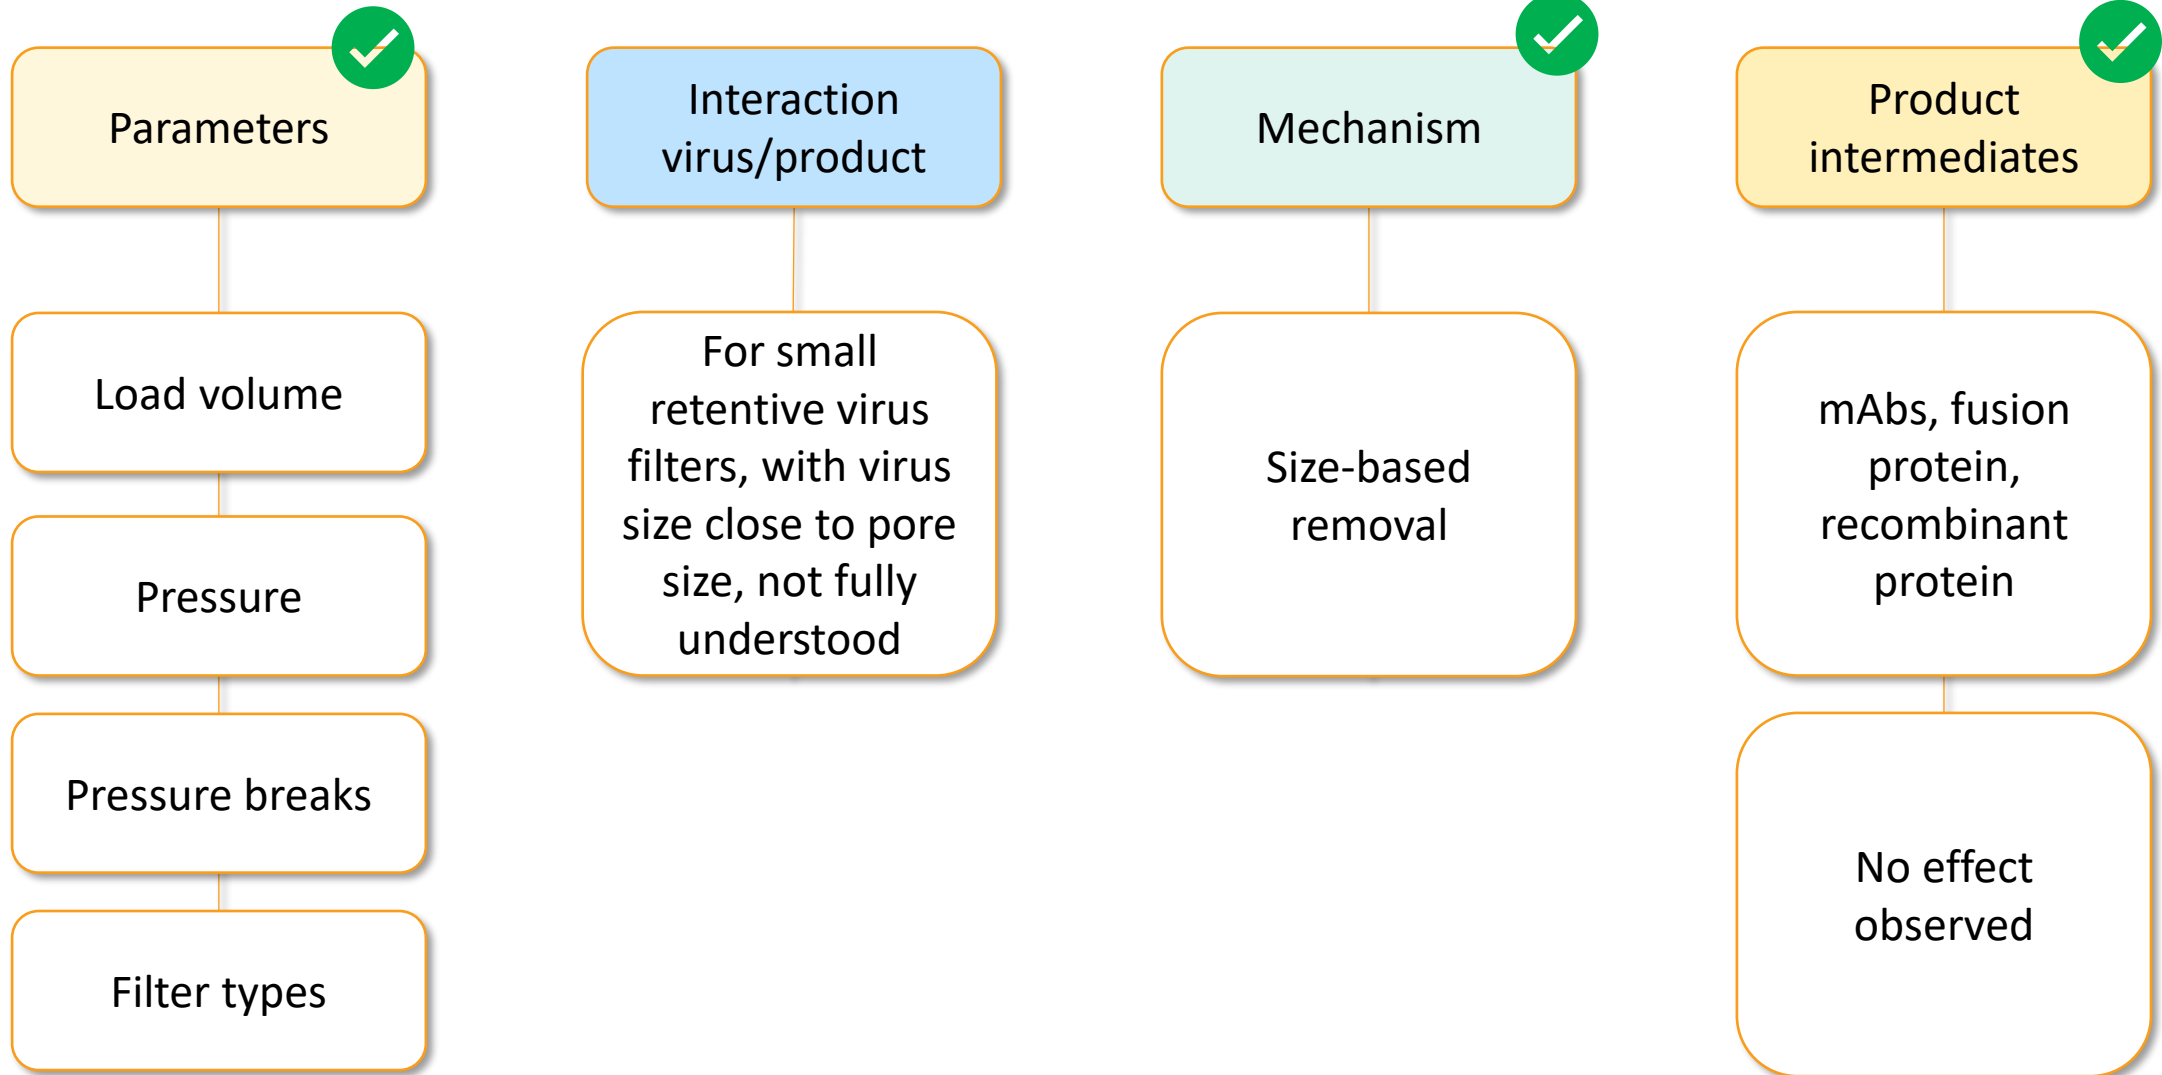 Parameters
Load volume
Pressure
Pressure breaks
Filter types
Interaction
virus/product
For small
retentive virus
filters, with virus
size close to pore
size, not fully
understood
Mechanism
Size-based
removal
Product
intermediates
mAbs, fusion
protein,
recombinant
protein
No effect
observed